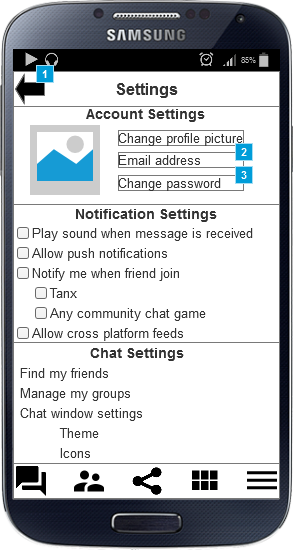 SAMSUNG
85%
1
Settings
Account Settings
Change profile picture
2
Email address
3
Change password
Notification Settings
Play sound when message is received
Allow push notifications
Notify me when friend join
Tanx
Any community chat game
Allow cross platform feeds
Chat Settings
Find my friends
Manage my groups
Chat window settings
Theme
Icons